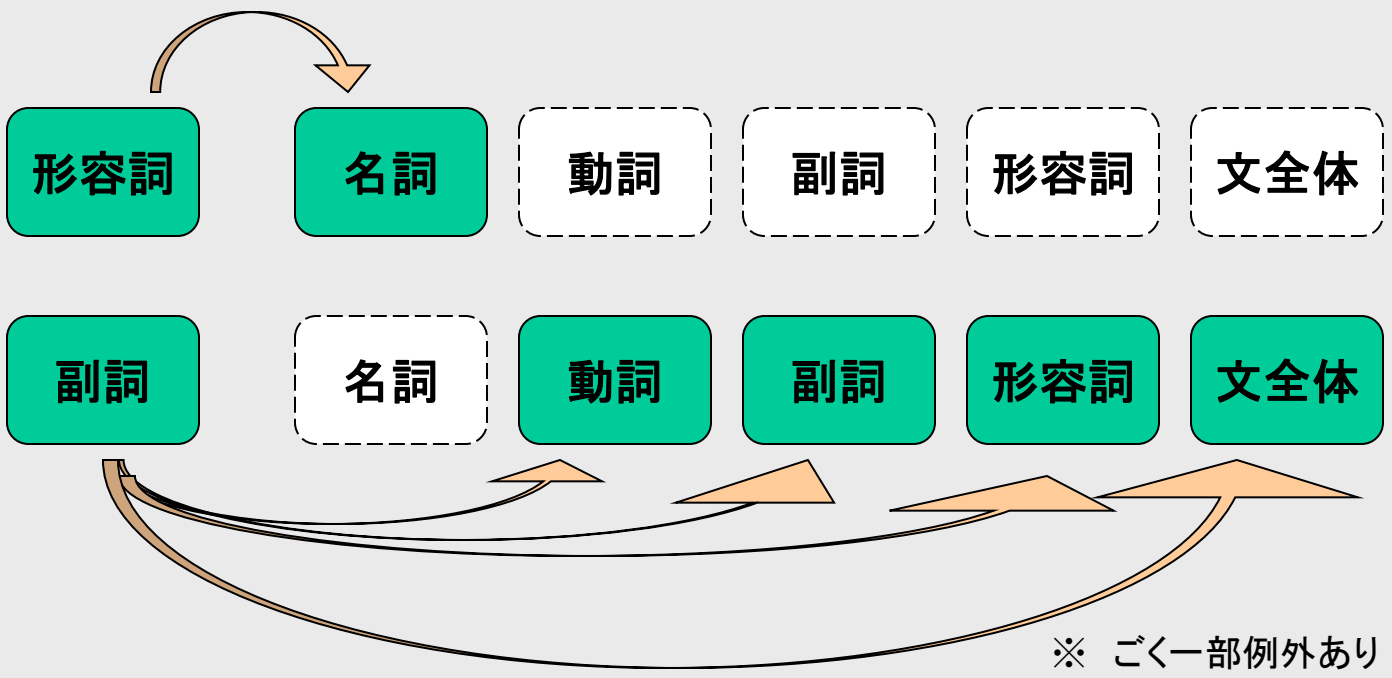 形容詞 名詞 動詞 副詞 形容詞 文全体
副詞 名詞 動詞 副詞 形容詞 文全体
※ ごく一部例外あり